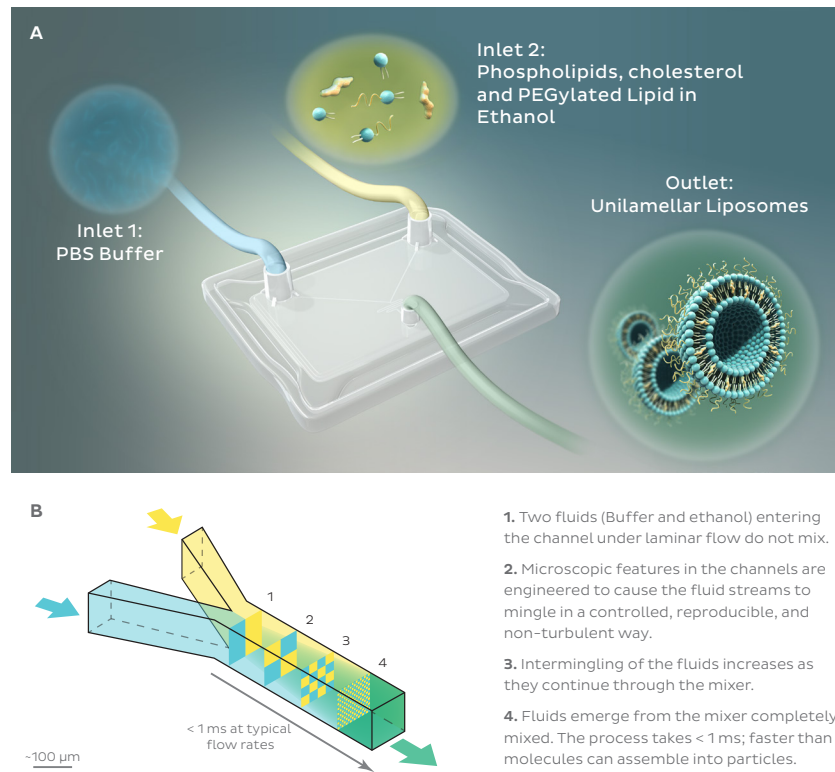 A
Inlet 2:
Phospholipids, cholesterol
and PEGylated Lipid in
Ethanol
Inlet 1:
PBS Buffer
Outlet:
Unilamellar Liposomes
B
1
2
3
4
< 1 ms at typical
flow rates
~100 µm
1. Two fluids (Buffer and ethanol) entering
the channel under laminar flow do not mix.
2. Microscopic features in the channels are
engineered to cause the fluid streams to
mingle in a controlled, reproducible, and
non-turbulent way.
3. Intermingling of the fluids increases as
they continue through the mixer.
4. Fluids emerge from the mixer completely
mixed. The process takes < 1 ms; faster than
molecules can assemble into particles.